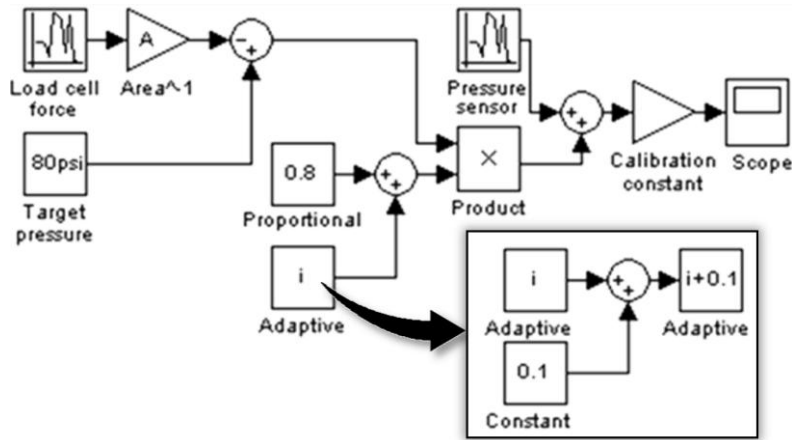 A
Load cell
force
Area^-1
-
+
Pressure
sensor
+
+
Calibration
constant
Scope
80psi
Target
pressure
0.8
Proportional
+
+
×
Product
i
Adaptive
i
Adaptive
+
+
i+0.1
Adaptive
0.1
Constant